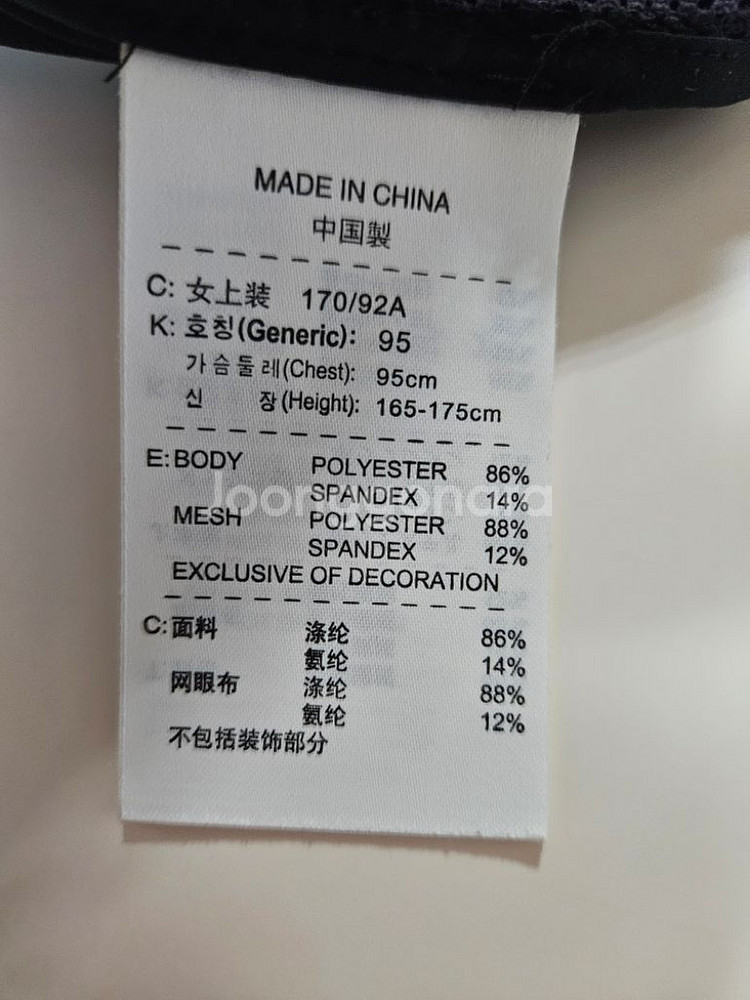 MADE IN CHINA
中国製
C: 女上装 170/92A
K: 호칭(Generic): 95
가슴둘레(Chest): 95cm
신 장(Height): 165-175cm
E: BODY POLYESTER 86%
SPANDEX 14%
MESH POLYESTER 88%
SPANDEX 12%
EXCLUSIVE OF DECORATION
C: 面料 涤纶 86%
氨纶 14%
网眼布 涤纶 88%
氨纶 12%
不包括装饰部分